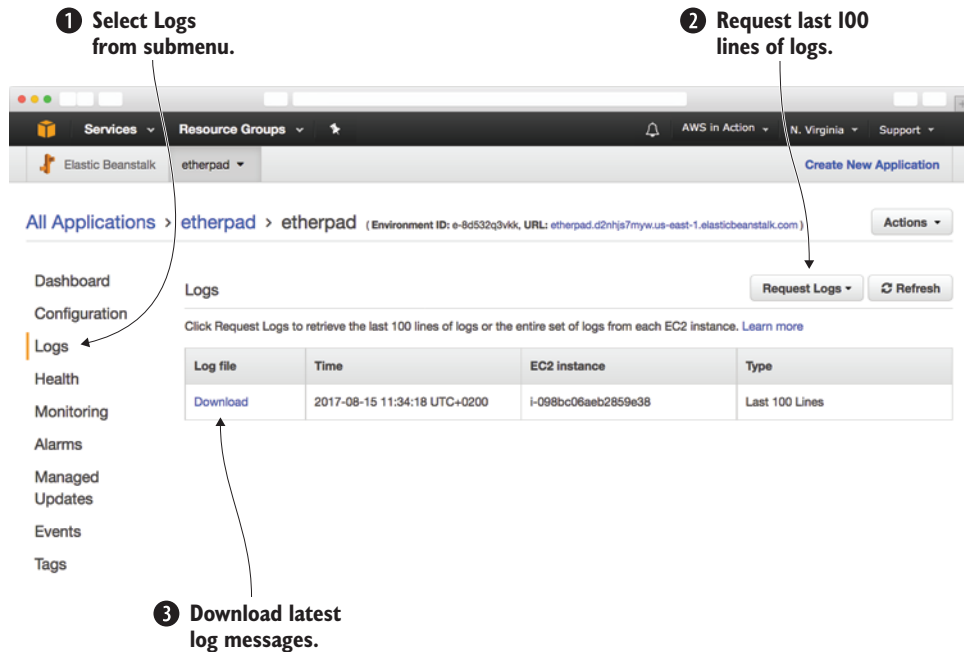 1 Select Logs
from submenu.
2 Request last 100
lines of logs.
Services Resource Groups AWS in Action N. Virginia Support
Elastic Beanstalk etherpad Create New Application
All Applications > etherpad > etherpad ( Environment ID: e-8d532q3vkk, URL: etherpad.d2nhjs7myw.us-east-1.elasticbeanstalk.com ) Actions
Dashboard
Configuration
Logs
Health
Monitoring
Alarms
Managed
Updates
Events
Tags
Logs Request Logs Refresh
Click Request Logs to retrieve the last 100 lines of logs or the entire set of logs from each EC2 instance. Learn more
Log file Time EC2 instance Type
Download 2017-08-15 11:34:18 UTC+0200 i-098bc06aeb2859e38 Last 100 Lines
3 Download latest
log messages.